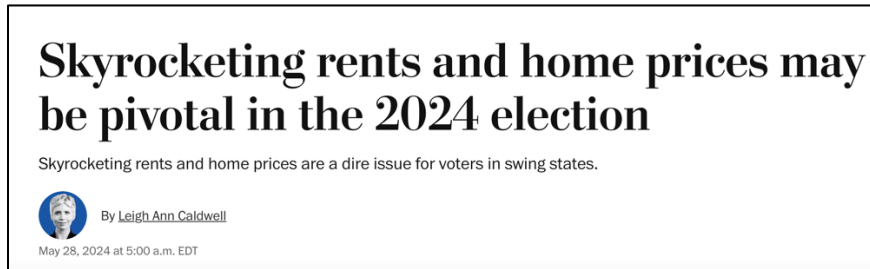 Skyrocketing rents and home prices may
be pivotal in the 2024 election
Skyrocketing rents and home prices are a dire issue for voters in swing states.
By Leigh Ann Caldwell
May 28, 2024 at 5:00 a.m. EDT